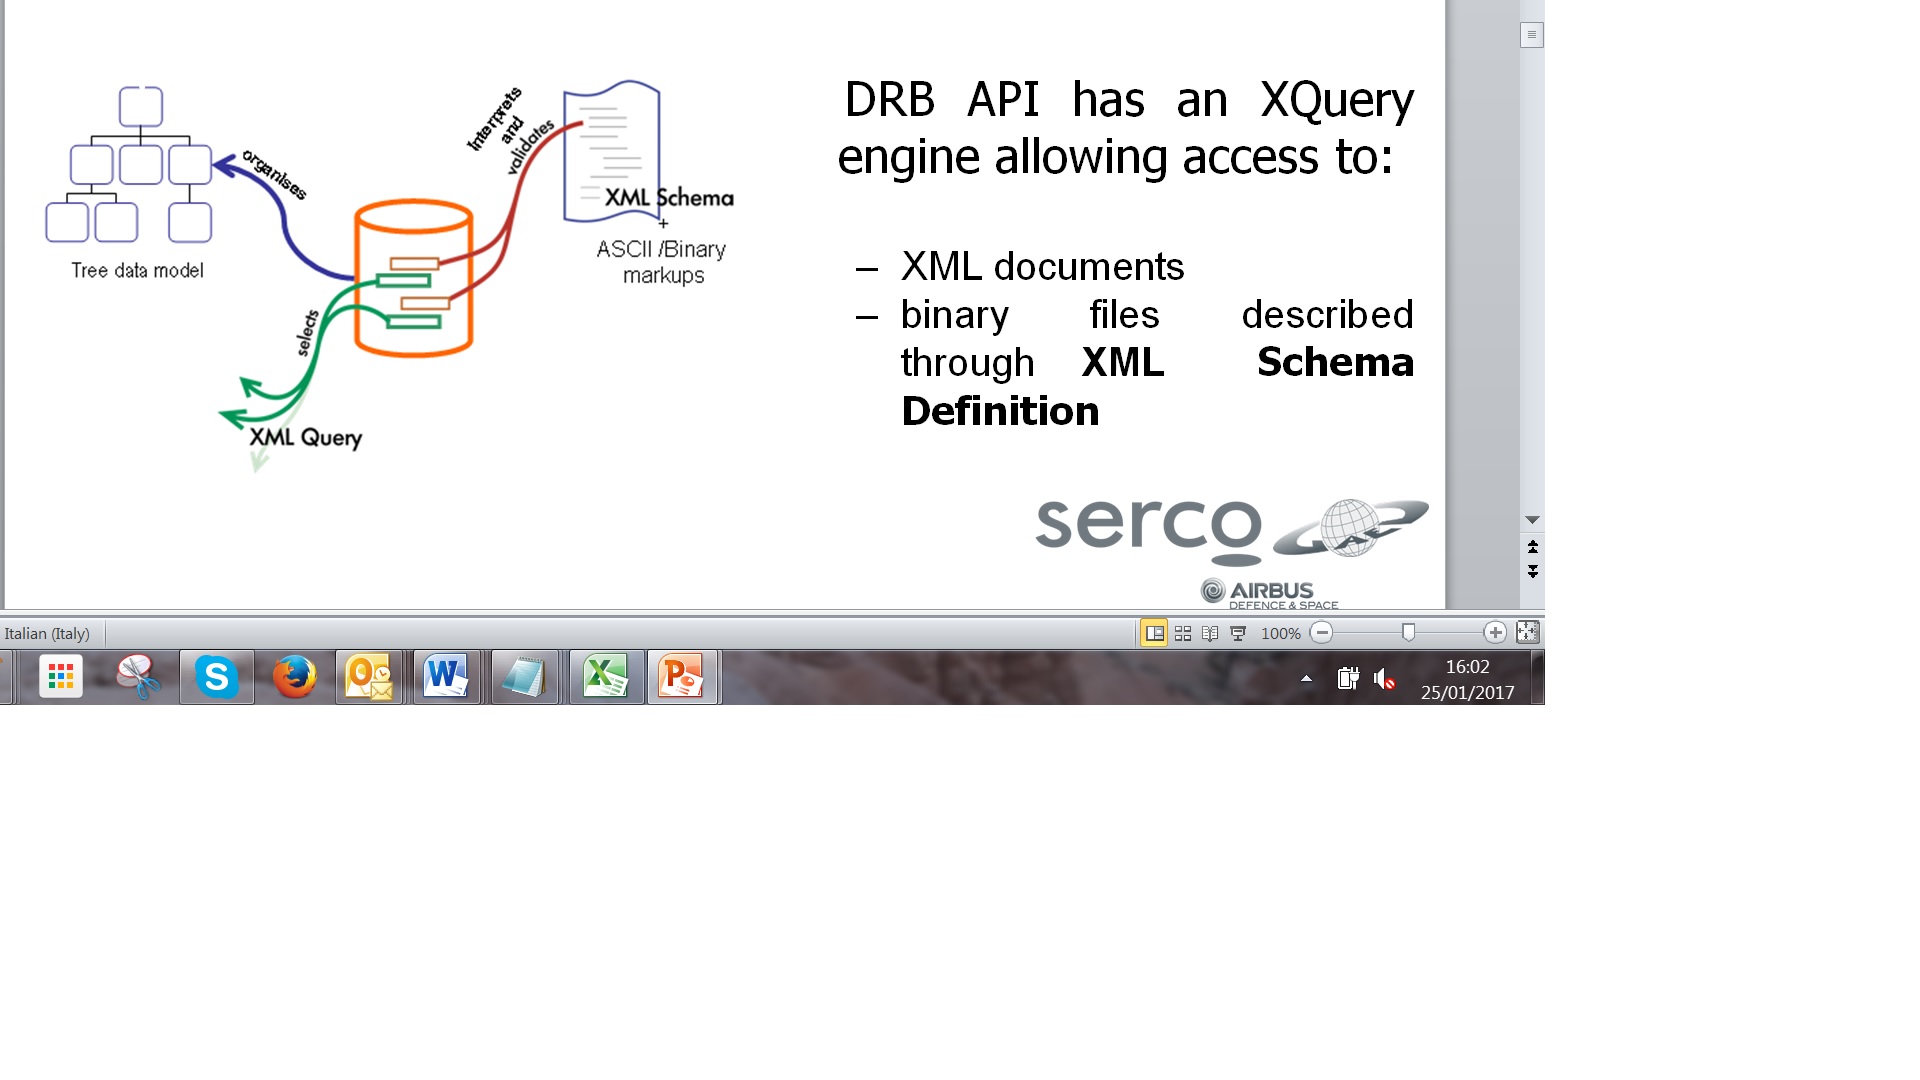 DRB API has an XQuery
engine allowing access to:
– XML documents
– binary files described
through XML Schema
Definition
organises
Tree data model
Interprets
and
validates
XML Schema
+
ASCII /Binary
markups
selects
XML Query
serco
GAEL
AIRBUS
DEFENCE & SPACE
Italian (Italy)
100%
16:02
25/01/2017